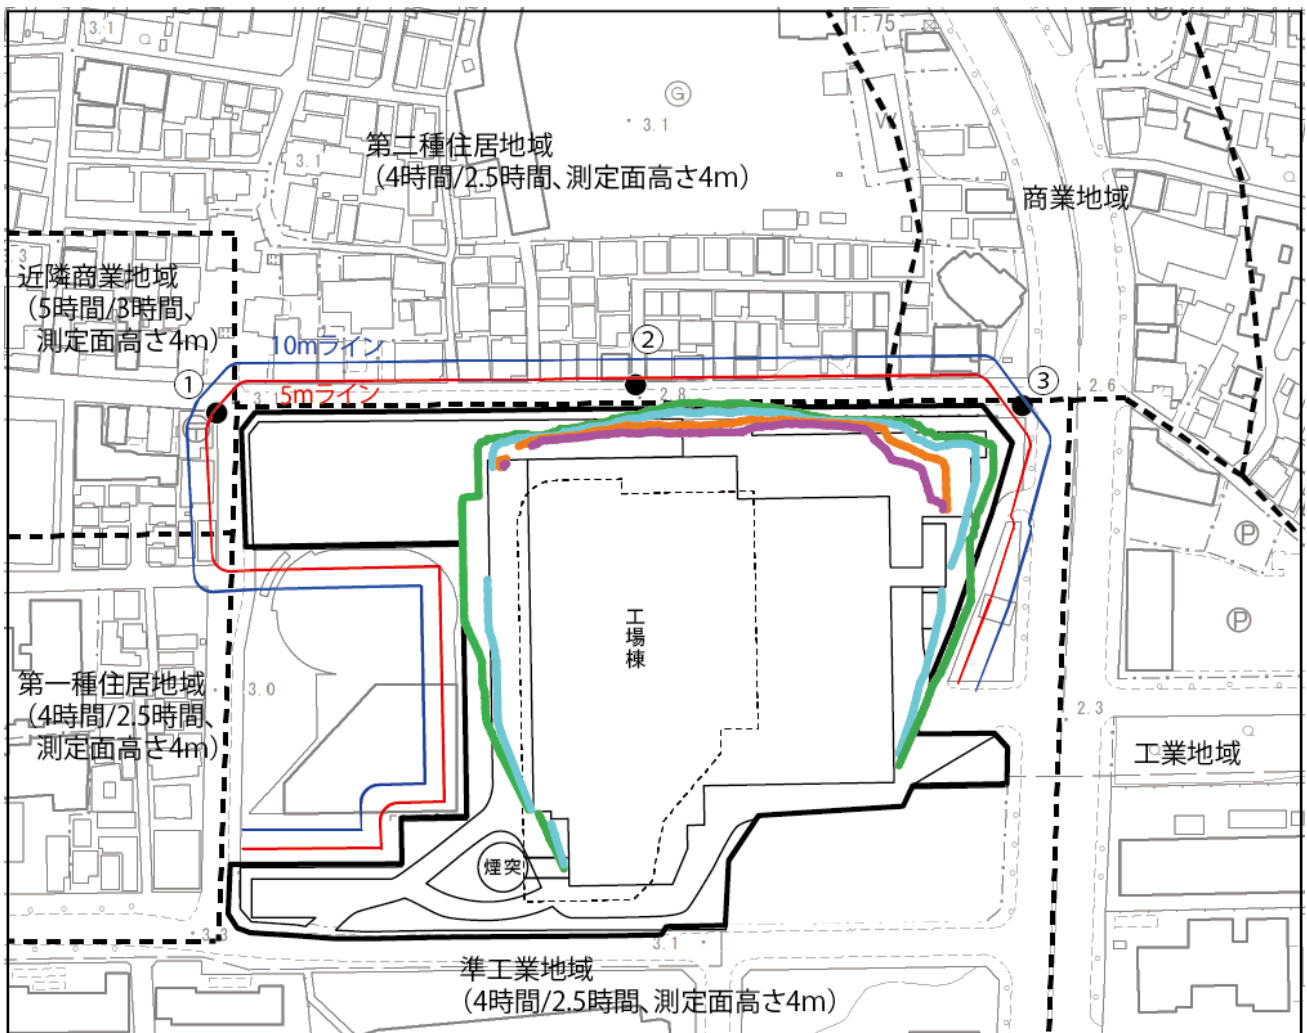 3.1
1.75
G
P
3.1
第二種住居地域
3.1
(4時間/2.5時間、測定面高さ4m)
商業地域
近隣商業地域
(5時間/3時間、
測定面高さ4m)
10mライン
②
①
5mライン
3.1
2.8
③
2.6
P
工場棟
P
第一種住居地域
3.0
(4時間/2.5時間、
測定面高さ4m)
2.3
工業地域
煙突
3.3
3.1
準工業地域
(4時間/2.5時間、測定面高さ4m)